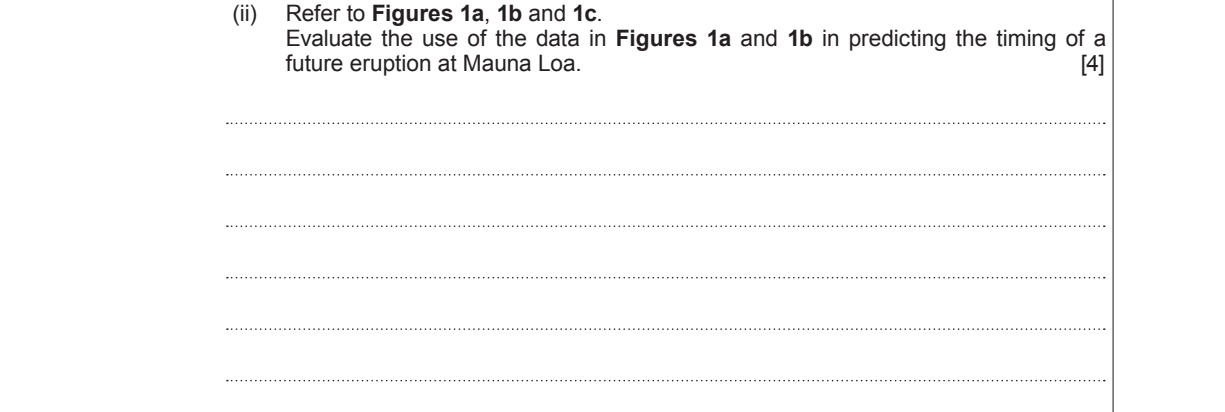 (ii) Refer to Figures 1a, 1b and 1c.
Evaluate the use of the data in Figures 1a and 1b in predicting the timing of a
future eruption at Mauna Loa. [4]